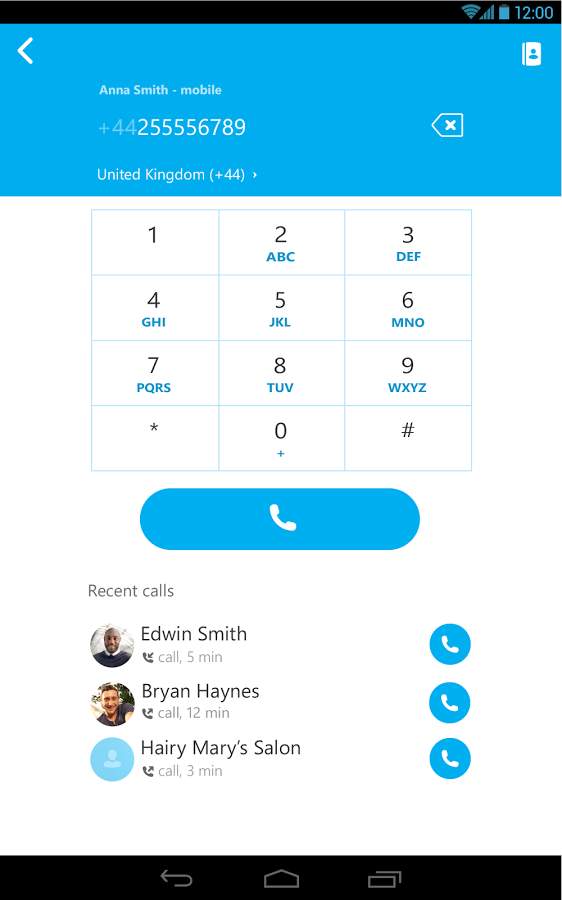 12:00
Anna Smith - mobile
+44255556789
United Kingdom (+44) ›
1 2 3
ABC DEF
4 5 6
GHI JKL MNO
7 8 9
PQRS TUV WXYZ
* 0 #
+
Recent calls
Edwin Smith
call, 5 min
Bryan Haynes
call, 12 min
Hairy Mary’s Salon
call, 3 min